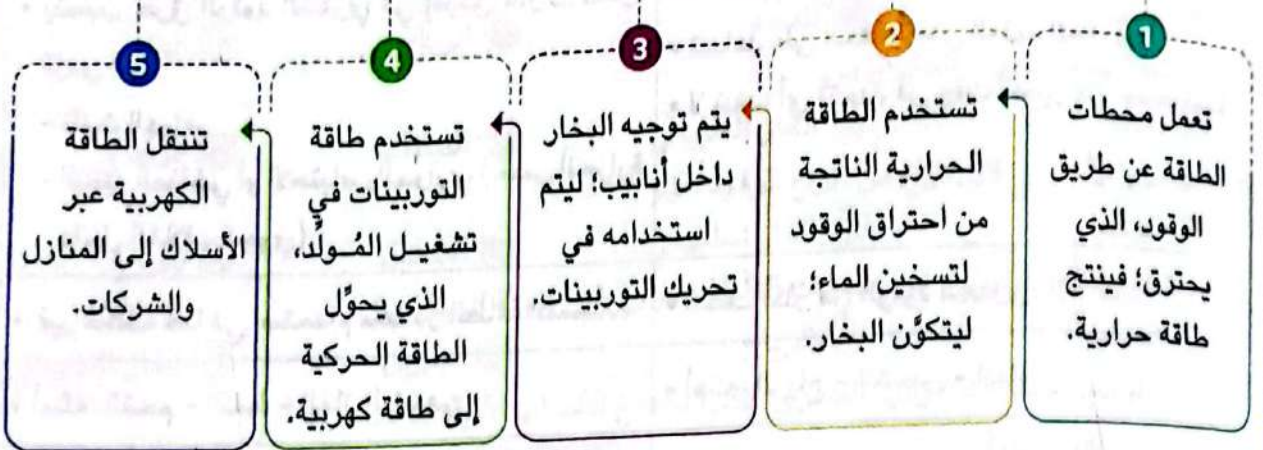 1
تعمل محطات
الطاقة عن طريق
الوقود، الذي
يحترق؛ فينتج
طاقة حرارية.
2
تستخدم الطاقة
الحرارية الناتجة
من احتراق الوقود
لتسخين الماء؛
ليتكوَّن البخار.
3
يتم توجيه البخار
داخل أنابيب؛ ليتم
استخدامه في
تحريك التوربينات.
4
تستخدم طاقة
التوربينات في
تشغيل المُولِّد،
الذي يحوِّل
الطاقة الحركية
إلى طاقة كهربية.
5
تنتقل الطاقة
الكهربية عبر
الأسلاك إلى المنازل
والشركات.